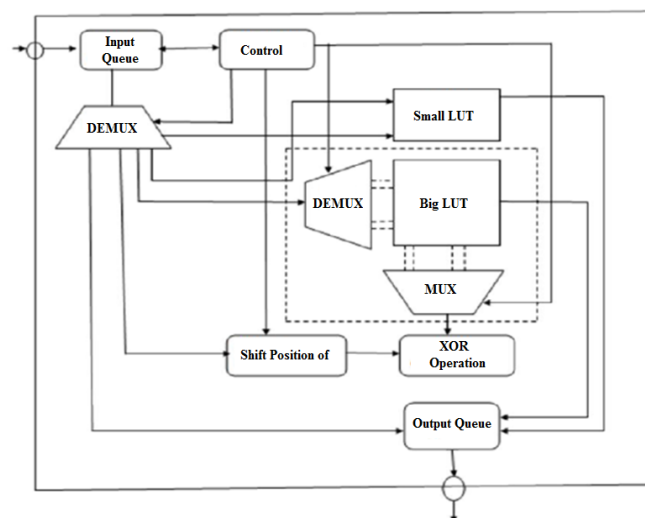 Input
Queue
Control
DEMUX
Small LUT
DEMUX
Big LUT
MUX
Shift Position of
XOR
Operation
Output Queue